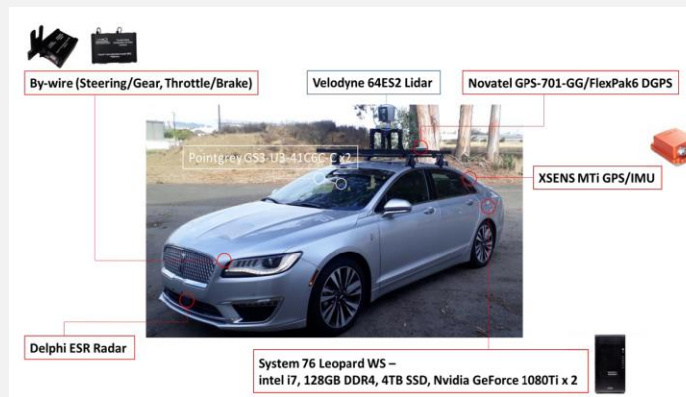 By-wire (Steering/Gear, Throttle/Brake)
Velodyne 64ES2 Lidar
Novatel GPS-701-GG/FlexPak6 DGPS
Pointgrey GS3-U3-41C6C-C x2
XSENS MTi GPS/IMU
Delphi ESR Radar
System 76 Leopard WS –
intel i7, 128GB DDR4, 4TB SSD, Nvidia GeForce 1080Ti x 2